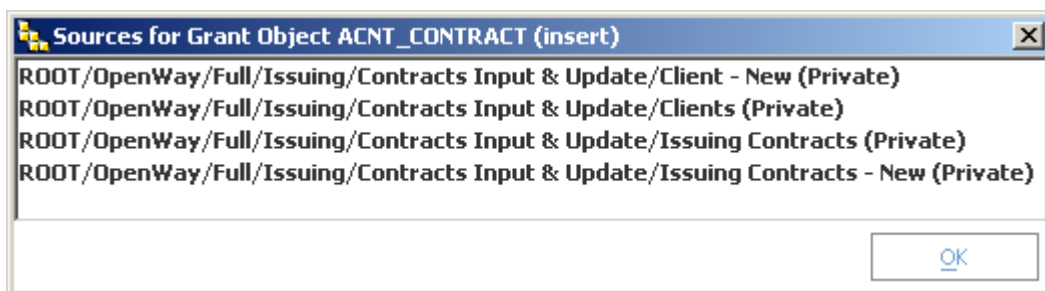 Sources for Grant Object ACNT_CONTRACT (insert)
ROOT/OpenWay/Full/Issuing/Contracts Input & Update/Client - New (Private)
ROOT/OpenWay/Full/Issuing/Contracts Input & Update/Clients (Private)
ROOT/OpenWay/Full/Issuing/Contracts Input & Update/Issuing Contracts (Private)
ROOT/OpenWay/Full/Issuing/Contracts Input & Update/Issuing Contracts - New (Private)
OK